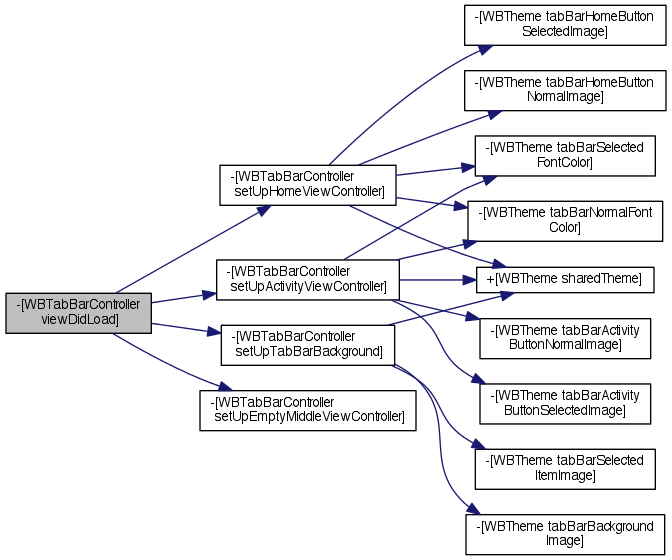 -[WBTabBarController
viewDidLoad]
-[WBTabBarController
setUpHomeViewController]
-[WBTabBarController
setUpActivityViewController]
-[WBTabBarController
setUpTabBarBackground]
-[WBTabBarController
setUpEmptyMiddleViewController]
-[WBTheme tabBarHomeButton
SelectedImage]
-[WBTheme tabBarHomeButton
NormalImage]
-[WBTheme tabBarSelected
FontColor]
-[WBTheme tabBarNormalFont
Color]
+[WBTheme sharedTheme]
-[WBTheme tabBarActivity
ButtonNormalImage]
-[WBTheme tabBarActivity
ButtonSelectedImage]
-[WBTheme tabBarSelected
ItemImage]
-[WBTheme tabBarBackground
Image]